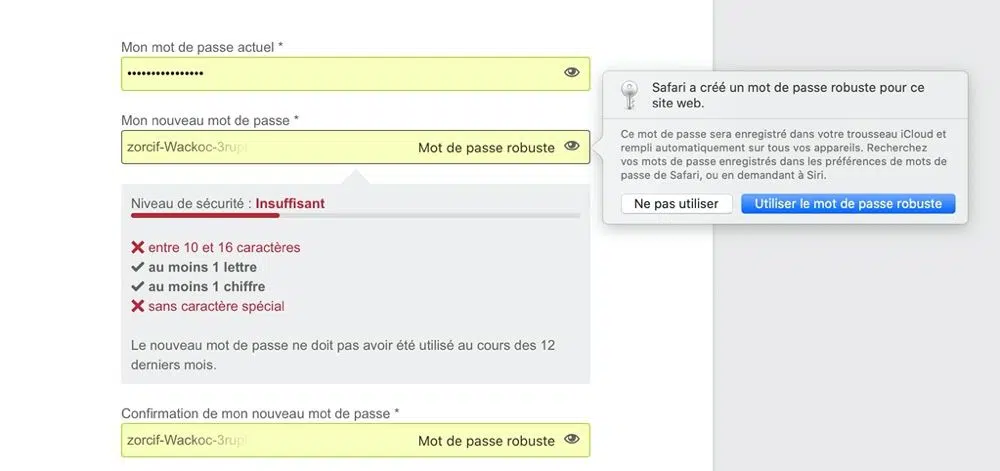 Mon mot de passe actuel *
••••••••••••••••
Mon nouveau mot de passe *
zorcif-Wackoc-3rup Mot de passe robuste
Niveau de sécurité : Insuffisant
entre 10 et 16 caractères
au moins 1 lettre
au moins 1 chiffre
sans caractère spécial
Le nouveau mot de passe ne doit pas avoir été utilisé au cours des 12
derniers mois.
Confirmation de mon nouveau mot de passe *
zorcif-Wackoc-3rup Mot de passe robuste
Safari a créé un mot de passe robuste pour ce
site web.
Ce mot de passe sera enregistré dans votre trousseau iCloud et
rempli automatiquement sur tous vos appareils. Recherchez
vos mots de passe enregistrés dans les préférences de mots de
passe de Safari, ou en demandant à Siri.
Ne pas utiliser
Utiliser le mot de passe robuste